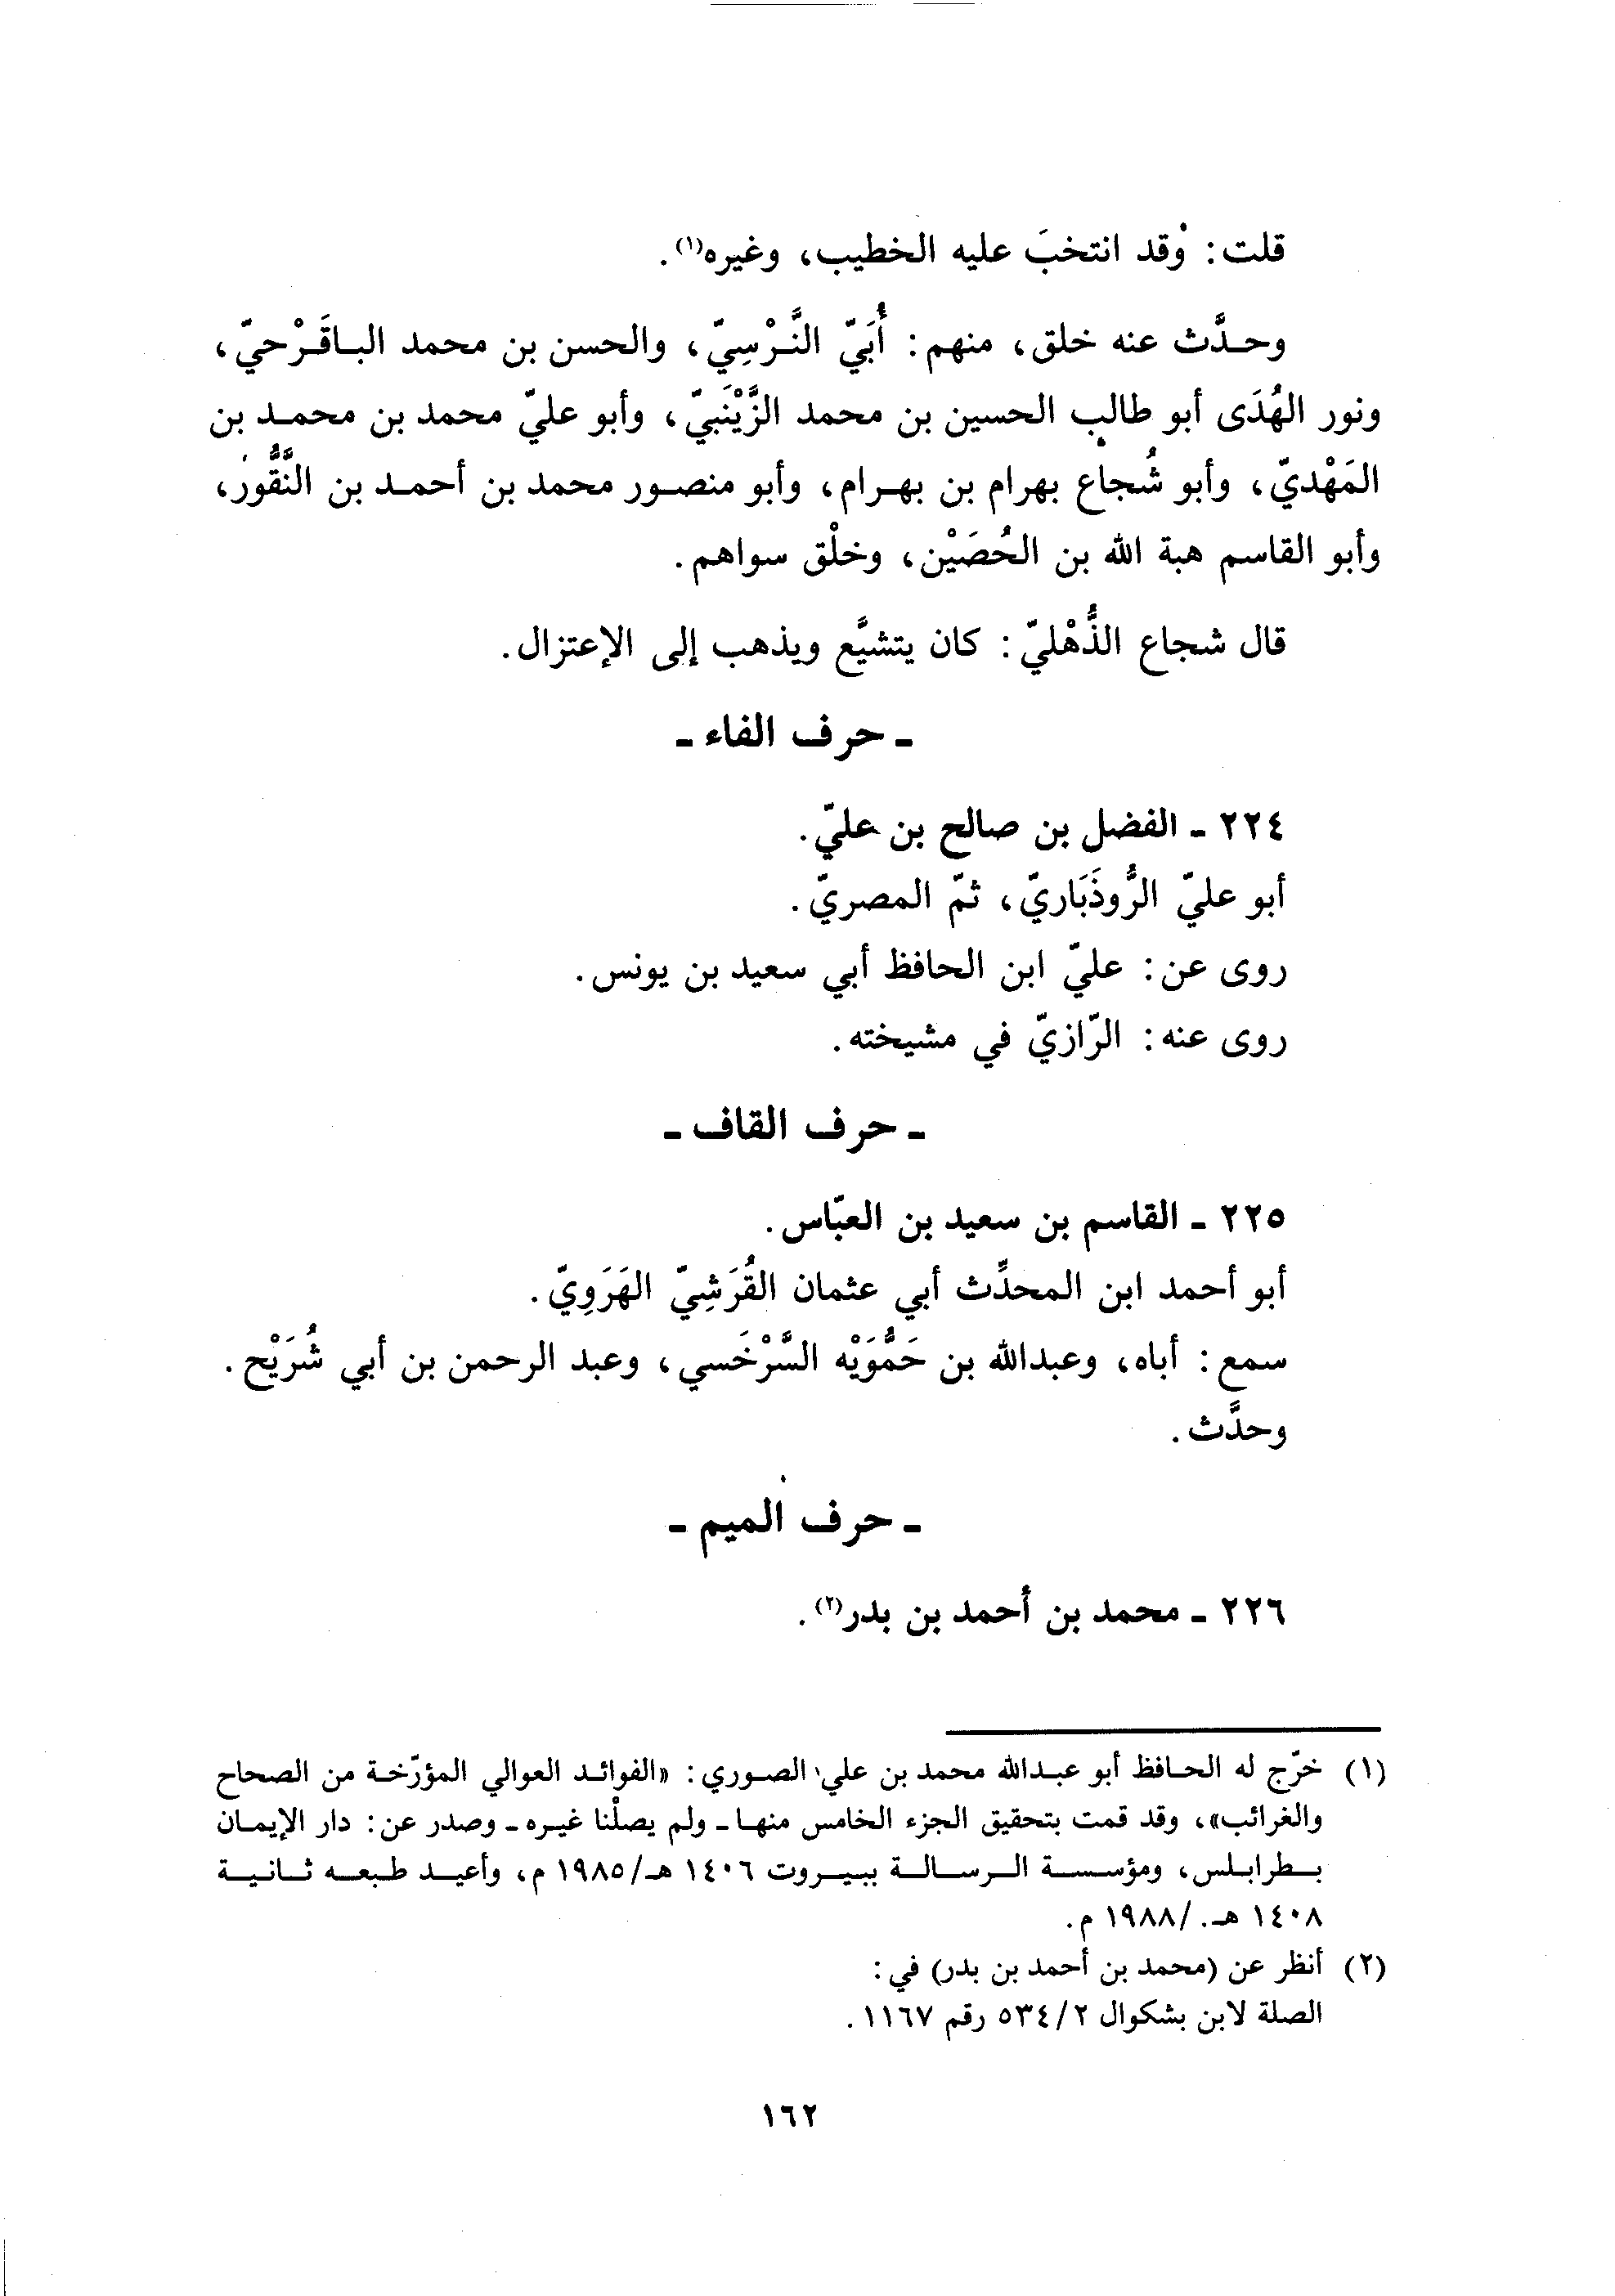 قلت: وقد انتخبَ عليه الخطيب، وغيره(١).
وحدَّث عنه خلق، منهم: أُبَيّ النَّرْسِيّ، والحسن بن محمد الباقَرْحيّ،
ونور الهُدَى أبو طالب الحسين بن محمد الزَّيْنَبيّ، وأبو عليّ محمد بن محمد بن
المَهْديّ، وأبو شُجاع بهرام بن بهرام، وأبو منصور محمد بن أحمد بن النَّقُّور،
وأبو القاسم هبة الله بن الحُصَيْن، وخلْق سواهم.
قال شجاع الذُّهْليّ: كان يتشيَّع ويذهب إلى الإعتزال.
ـ حرف الفاء ـ
٢٢٤ ـ الفضل بن صالح بن عليّ.
أبو عليّ الرُّوذَبَاريّ، ثمّ المصريّ.
روى عن: عليّ ابن الحافظ أبي سعيد بن يونس.
روى عنه: الرّازيّ في مشيخته.
ـ حرف القاف ـ
٢٢٥ ـ القاسم بن سعيد بن العبّاس.
أبو أحمد ابن المحدِّث أبي عثمان القُرَشِيّ الهَرَوِيّ.
سمع: أباه، وعبدالله بن حَمُّوَيْه السَّرْخَسي، وعبد الرحمن بن أبي شُرَيْح.
وحدَّث.
ـ حرف الميم ـ
٢٢٦ ـ محمد بن أحمد بن بدر(٢).
(١) خرّج له الحافظ أبو عبدالله محمد بن علي الصوري: «الفوائد العوالي المؤرّخة من الصحاح
والغرائب»، وقد قمت بتحقيق الجزء الخامس منها ـ ولم يصلْنا غيره ـ وصدر عن: دار الإيمان
بطرابلس، ومؤسسة الرسالة ببيروت ١٤٠٦ هـ/١٩٨٥ م، وأعيد طبعه ثانية
١٤٠٨ هـ./١٩٨٨ م.
(٢) أنظر عن (محمد بن أحمد بن بدر) في:
الصلة لابن بشكوال ٥٣٤/٢ رقم ١١٦٧.
١٦٢